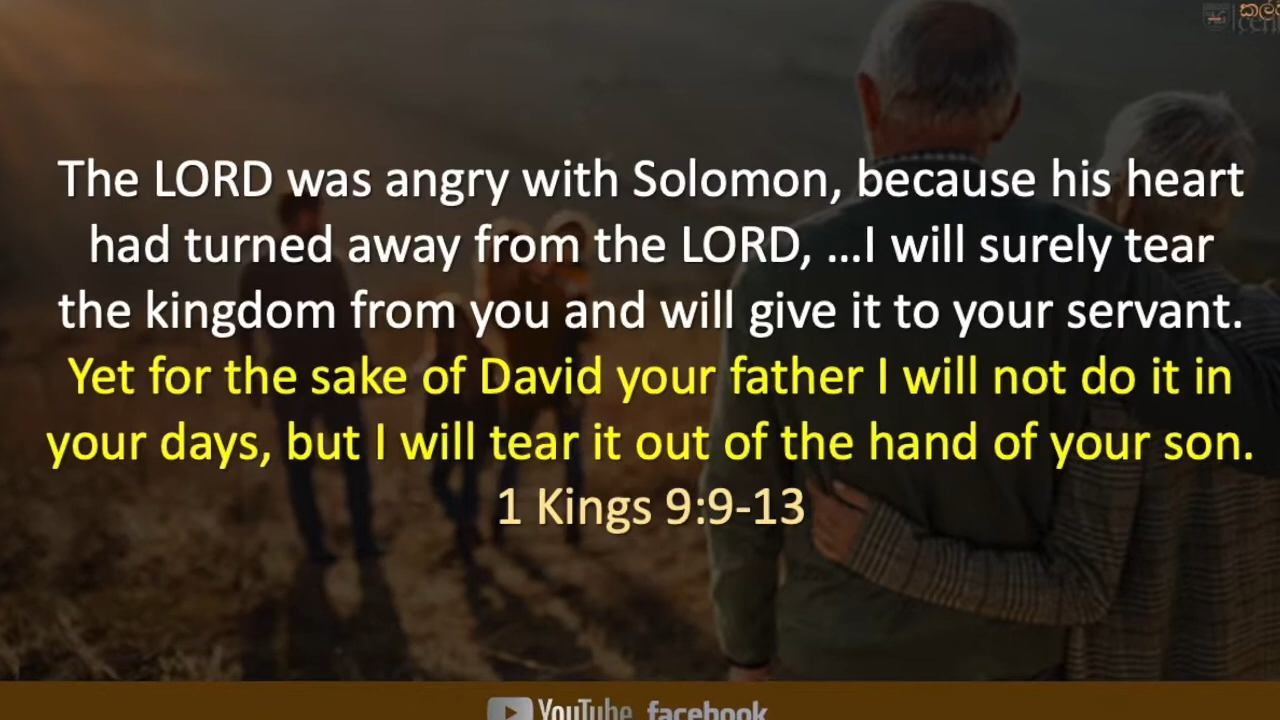 The LORD was angry with Solomon, because his heart
had turned away from the LORD, ...I will surely tear
the kingdom from you and will give it to your servant.
Yet for the sake of David your father I will not do it in
your days, but I will tear it out of the hand of your son.
1 Kings 9:9-13
YouTube facebook